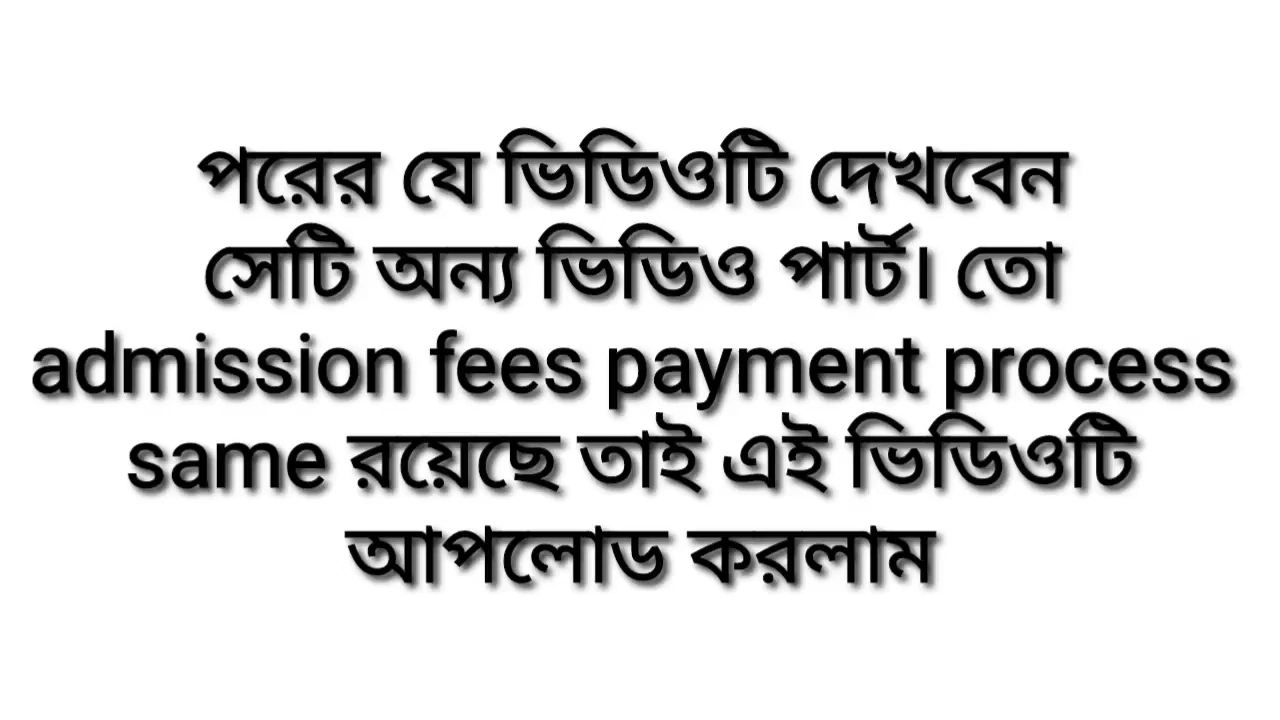 পরের যে ভিডিওটি দেখবেন
সেটি অন্য ভিডিও পার্ট। তো
admission fees payment process
same রয়েছে তাই এই ভিডিওটি
আপলোড করলাম